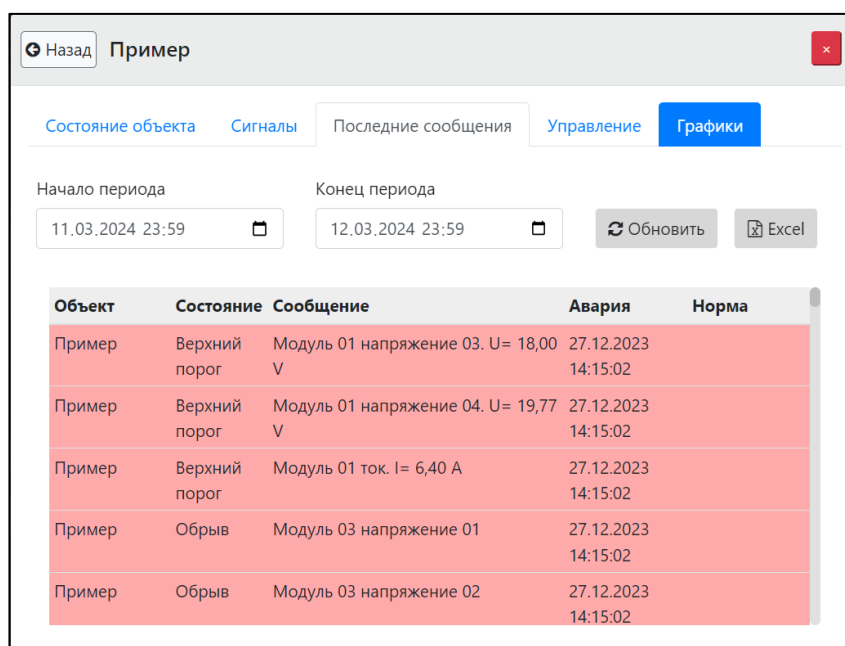 Назад Пример ×
Состояние объекта Сигналы Последние сообщения Управление Графики
Начало периода Конец периода
11.03.2024 23:59 12.03.2024 23:59 Обновить Excel
Объект Состояние Сообщение Авария Норма
Пример Верхний Модуль 01 напряжение 03. U= 18,00 27.12.2023
порог V 14:15:02
Пример Верхний Модуль 01 напряжение 04. U= 19,77 27.12.2023
порог V 14:15:02
Пример Верхний Модуль 01 ток. I= 6,40 A 27.12.2023
порог 14:15:02
Пример Обрыв Модуль 03 напряжение 01 27.12.2023
14:15:02
Пример Обрыв Модуль 03 напряжение 02 27.12.2023
14:15:02